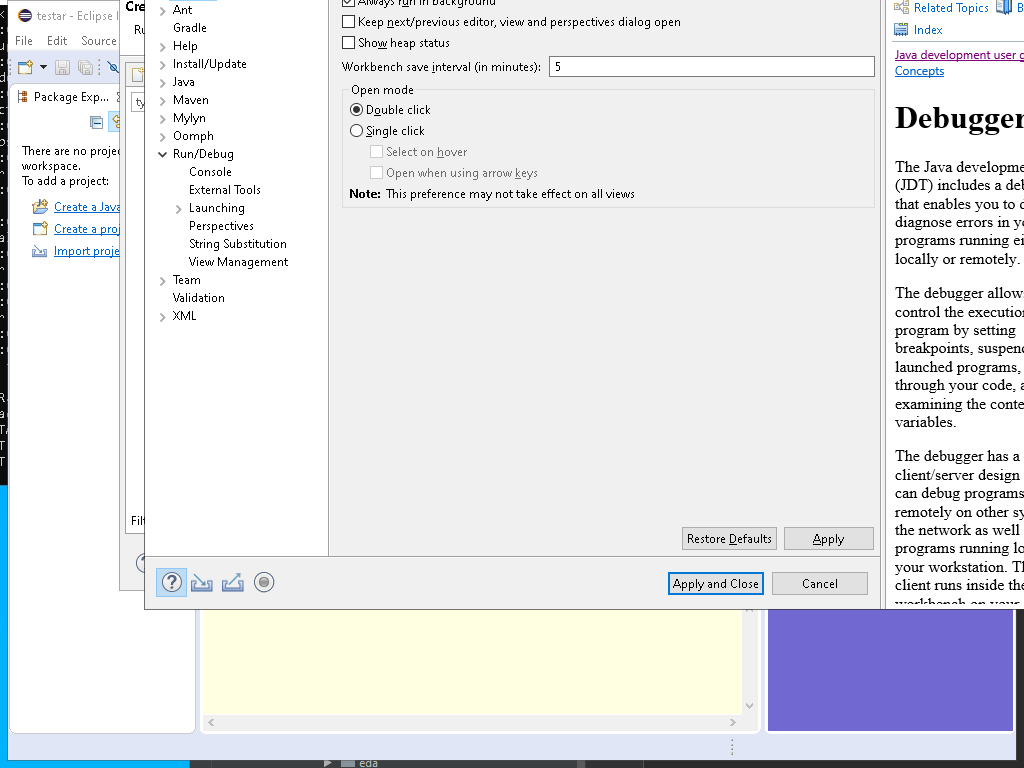 testar - Eclipse I
File Edit Source
Package Exp...
There are no proje
workspace.
To add a project:
Create a Java
Create a proj
Import proje
Cre
Ru
ty
Filt
Ant
Gradle
Help
Install/Update
Java
Maven
Mylyn
Oomph
Run/Debug
Console
External Tools
Launching
Perspectives
String Substitution
View Management
Team
Validation
XML
Always run in background
Keep next/previous editor, view and perspectives dialog open
Show heap status
Workbench save interval (in minutes): 5
Open mode
Double click
Single click
Select on hover
Open when using arrow keys
Note: This preference may not take effect on all views
Restore Defaults Apply
Apply and Close Cancel
Related Topics B
Index
Java development user g
Concepts
Debugger
The Java developme
(JDT) includes a deb
that enables you to d
diagnose errors in yo
programs running ei
locally or remotely.
The debugger allows
control the execution
program by setting
breakpoints, suspend
launched programs,
through your code, a
examining the conte
variables.
The debugger has a
client/server design
can debug programs
remotely on other sy
the network as well
programs running lo
your workstation. Th
client runs inside the
workbench on your
eda